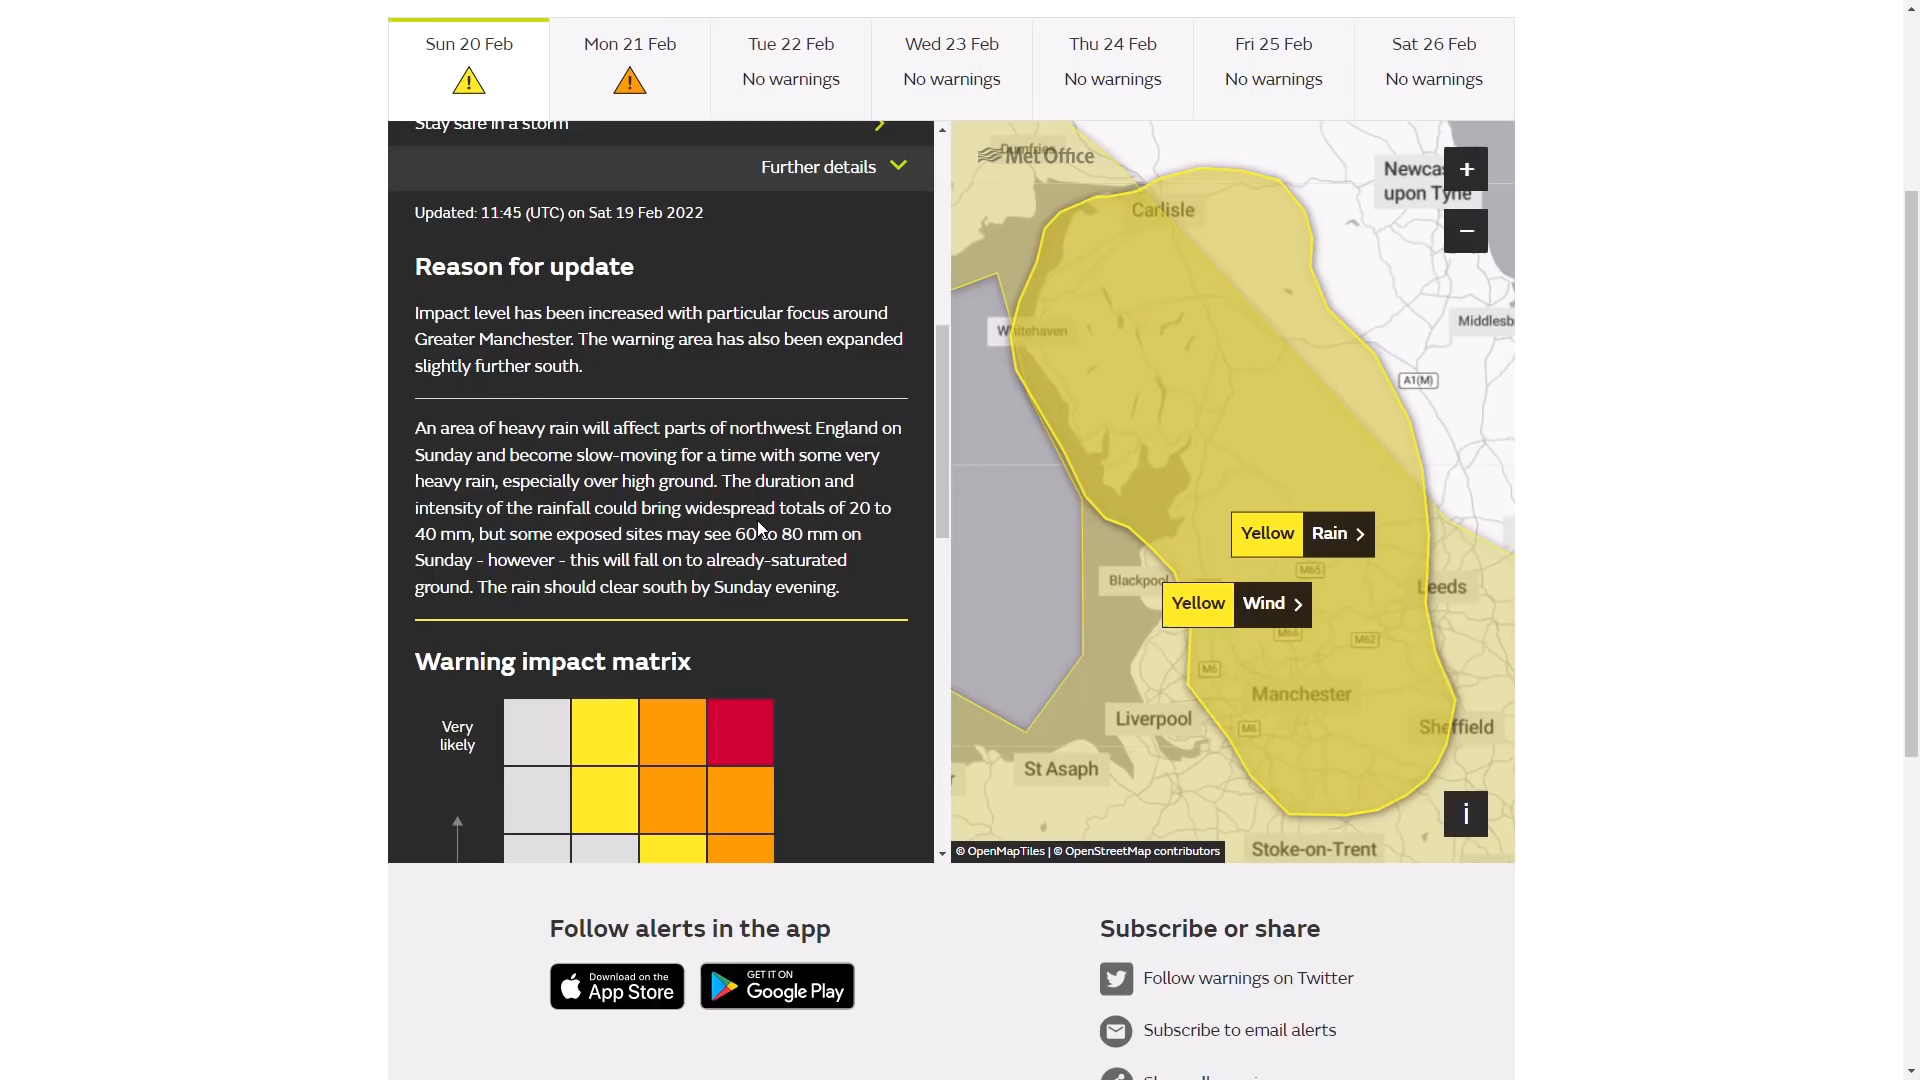 Sun 20 Feb
Mon 21 Feb
Tue 22 Feb
No warnings
Wed 23 Feb
No warnings
Thu 24 Feb
No warnings
Fri 25 Feb
No warnings
Sat 26 Feb
No warnings
Stay safe in a storm
Further details
Updated: 11:45 (UTC) on Sat 19 Feb 2022
Reason for update
Impact level has been increased with particular focus around
Greater Manchester. The warning area has also been expanded
slightly further south.
An area of heavy rain will affect parts of northwest England on
Sunday and become slow-moving for a time with some very
heavy rain, especially over high ground. The duration and
intensity of the rainfall could bring widespread totals of 20 to
40 mm, but some exposed sites may see 60 to 80 mm on
Sunday - however - this will fall on to already-saturated
ground. The rain should clear south by Sunday evening.
Warning impact matrix
Very
likely
Dumfries
Met Office
Carlisle
Newcas
upon Tyne
+
−
Whitehaven
Middlesb
A1(M)
Yellow Rain
M65
Blackpool
Leeds
Yellow Wind
M66
M62
M6
Manchester
Liverpool
M6
Sheffield
St Asaph
i
Stoke-on-Trent
© OpenMapTiles | © OpenStreetMap contributors
Follow alerts in the app
Download on the
App Store
GET IT ON
Google Play
Subscribe or share
Follow warnings on Twitter
Subscribe to email alerts